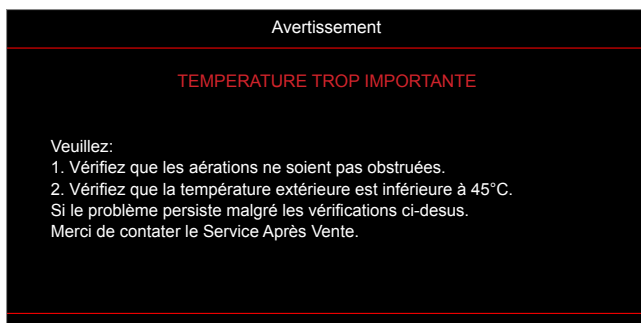 Avertissement
TEMPERATURE TROP IMPORTANTE
Veuillez:
1. Vérifiez que les aérations ne soient pas obstruées.
2. Vérifiez que la température extérieure est inférieure à 45°C.
Si le problème persiste malgré les vérifications ci-desus.
Merci de contater le Service Après Vente.